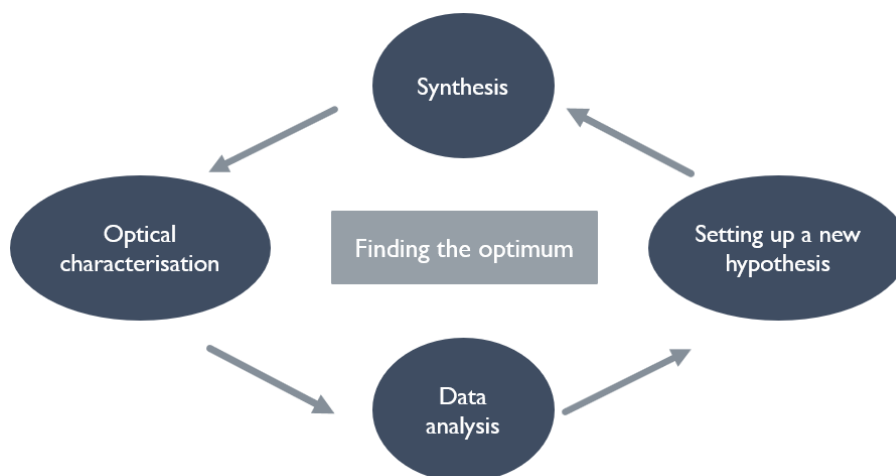 Synthesis
Optical
characterisation
Finding the optimum
Setting up a new
hypothesis
Data
analysis